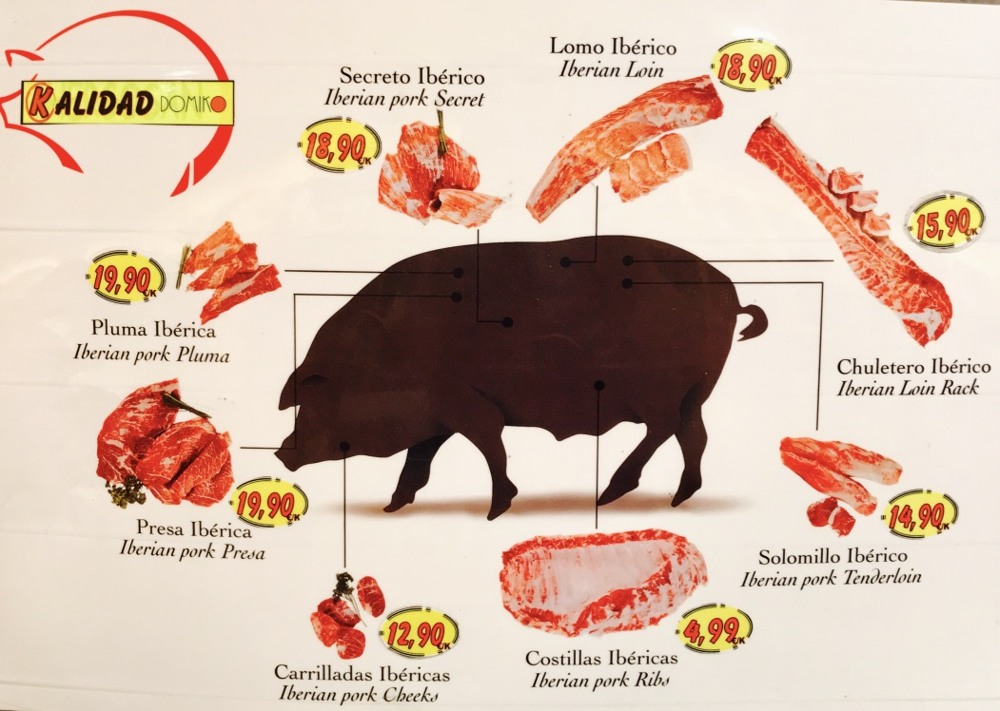 KALIDAD DOMIKO
Secreto Ibérico
Iberian pork Secret
18,90 €/K
Lomo Ibérico
Iberian Loin
18,90 €/K
15,90 €/K
Chuletero Ibérico
Iberian Loin Rack
19,90 €/K
Pluma Ibérica
Iberian pork Pluma
19,90 €/K
Presa Ibérica
Iberian pork Presa
14,90 €/K
Solomillo Ibérico
Iberian pork Tenderloin
12,90 €/K
Carrilladas Ibéricas
Iberian pork Cheeks
4,99 €/K
Costillas Ibéricas
Iberian pork Ribs